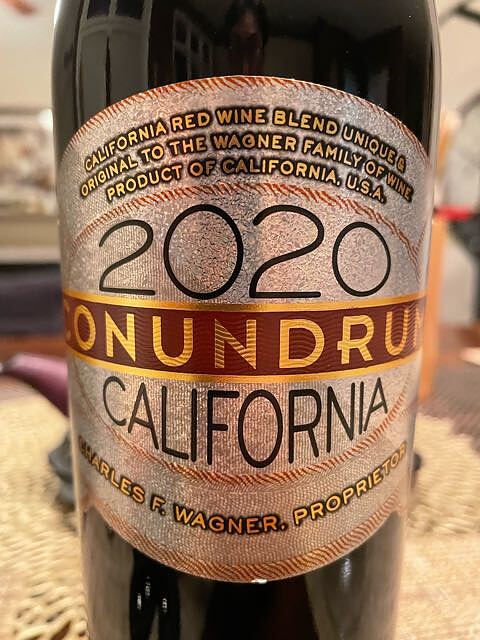 CALIFORNIA RED WINE BLEND UNIQUE &
ORIGINAL TO THE WAGNER FAMILY OF WINE
PRODUCT OF CALIFORNIA, U.S.A.
2020
CONUNDRUM
CALIFORNIA
CHARLES F. WAGNER, PROPRIETOR